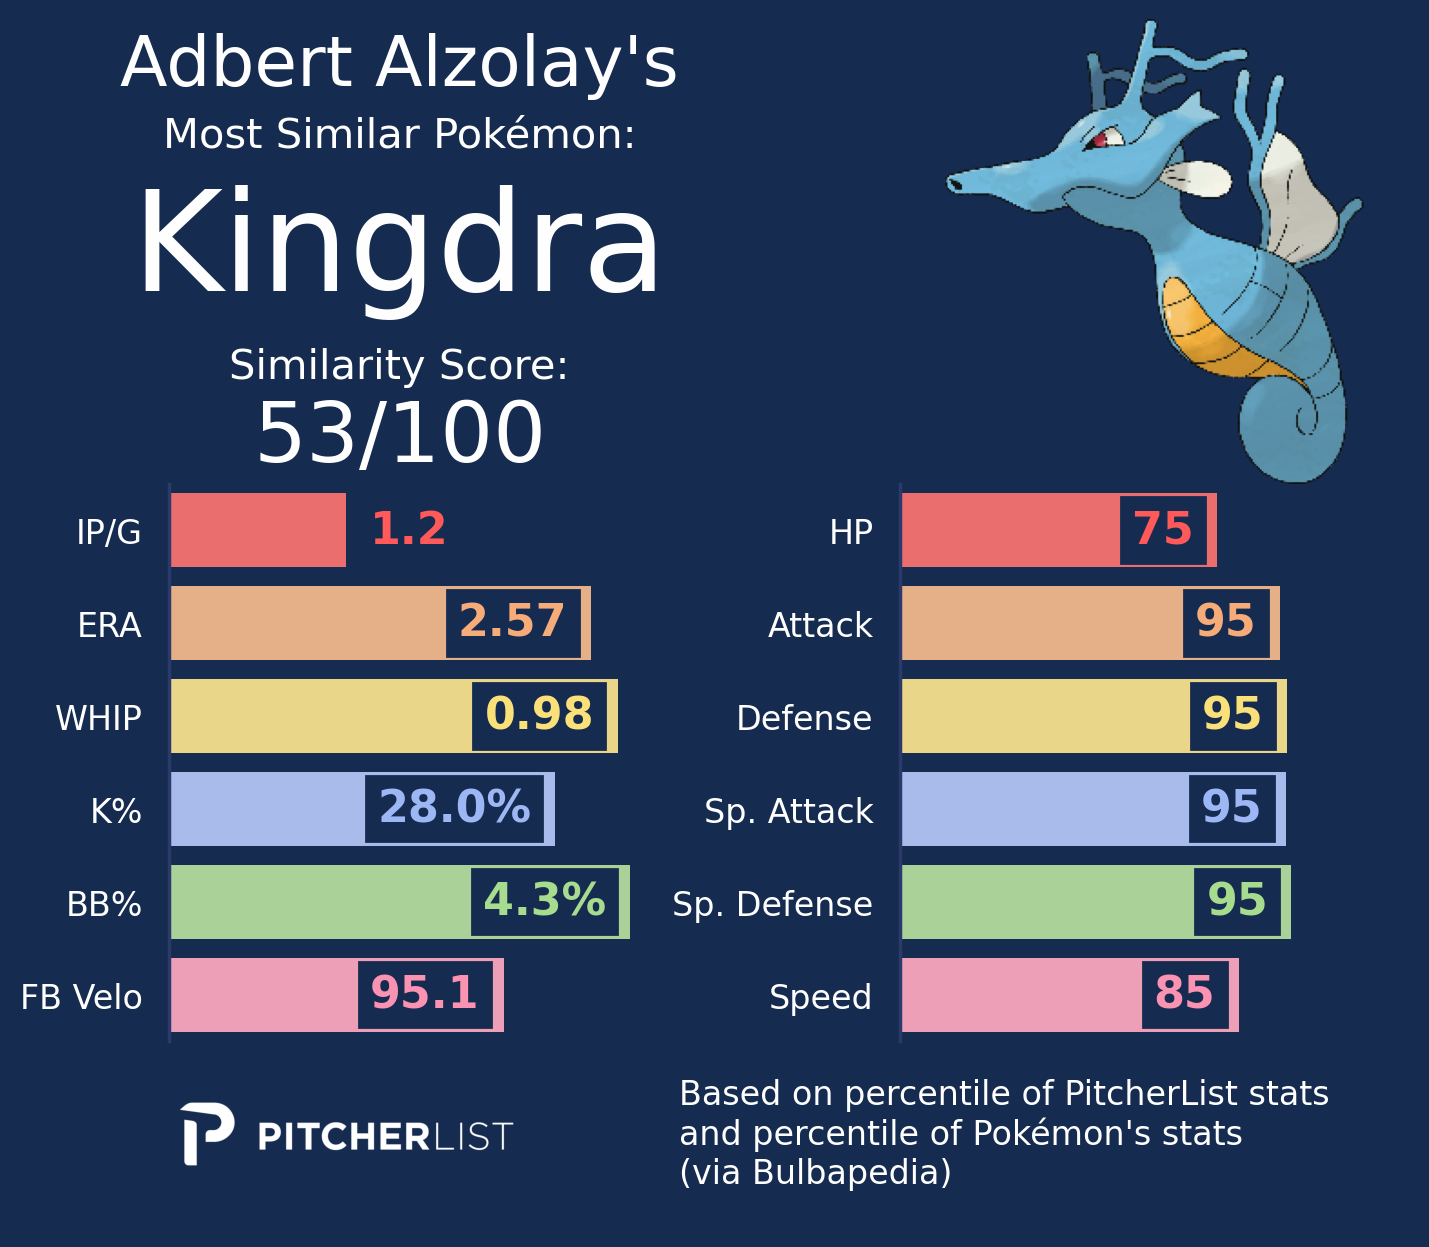 Adbert Alzolay's
Most Similar Pokémon:
Kingdra
Similarity Score:
53/100
IP/G 1.2
ERA 2.57
WHIP 0.98
K% 28.0%
BB% 4.3%
FB Velo 95.1
HP 75
Attack 95
Defense 95
Sp. Attack 95
Sp. Defense 95
Speed 85
PITCHERLIST
Based on percentile of PitcherList stats
and percentile of Pokémon's stats
(via Bulbapedia)